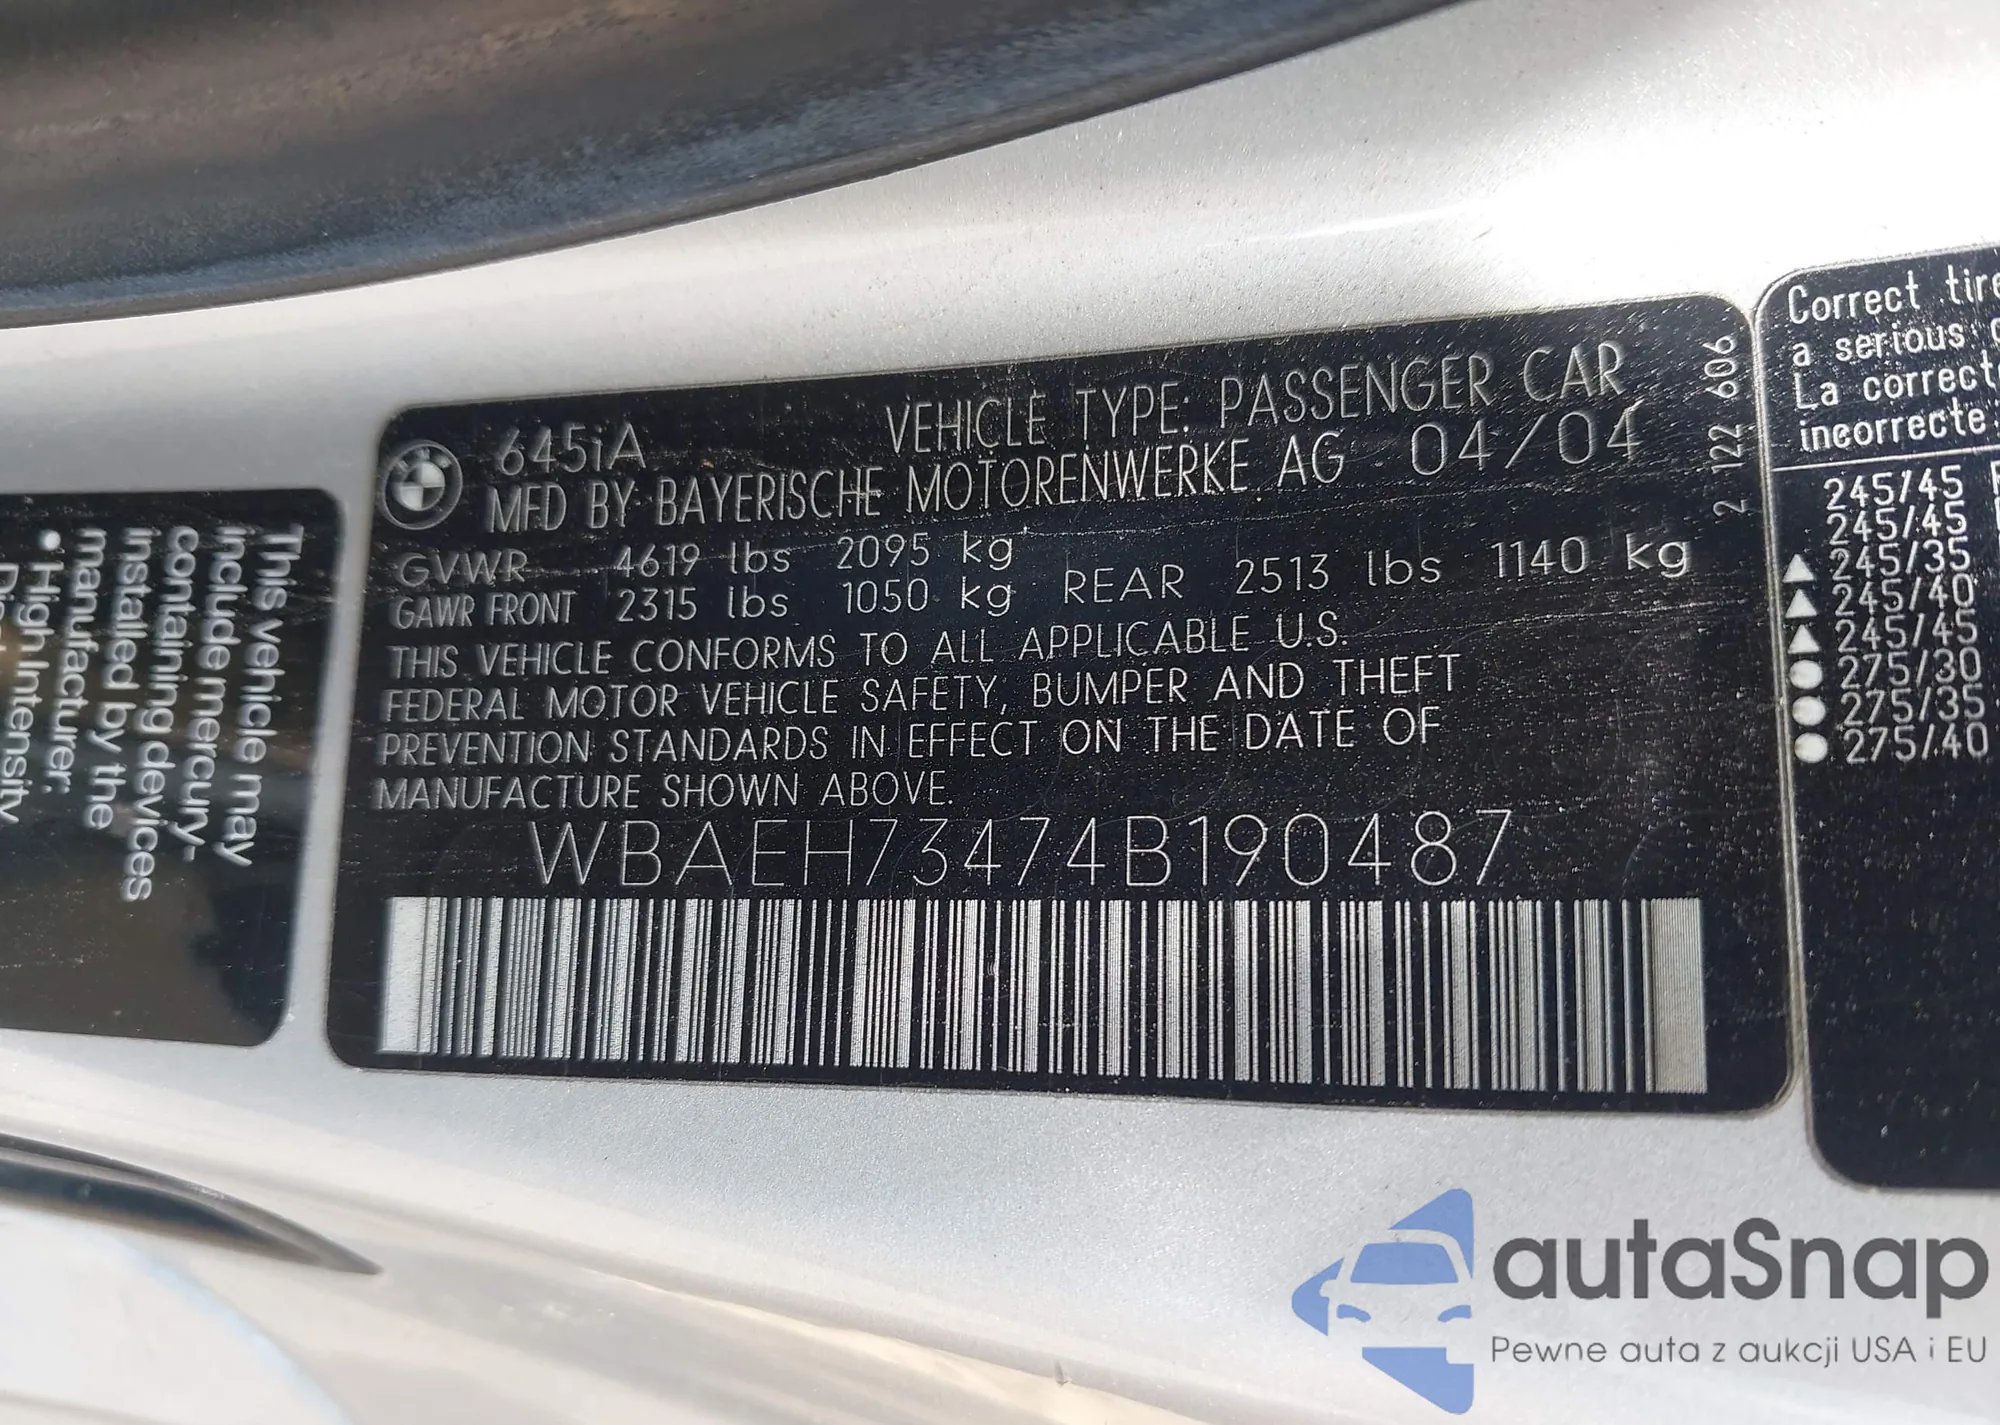 This vehicle may
include mercury-
containing devices
installed by the
manufacturer:
• High Intensity
645iA
VEHICLE TYPE: PASSENGER CAR
MFD BY BAYERISCHE MOTORENWERKE AG 04/04
GVWR 4619 lbs 2095 kg
GAWR FRONT 2315 lbs 1050 kg REAR 2513 lbs 1140 kg
THIS VEHICLE CONFORMS TO ALL APPLICABLE U.S.
FEDERAL MOTOR VEHICLE SAFETY, BUMPER AND THEFT
PREVENTION STANDARDS IN EFFECT ON THE DATE OF
MANUFACTURE SHOWN ABOVE.
WBAEH73474B190487
2 122 606
Correct tire
a serious
La correct
incorrecte
245/45
245/45
▲ 245/35
▲ 245/40
▲ 245/45
● 275/30
● 275/35
● 275/40
autaSnap
Pewne auta z aukcji USA i EU